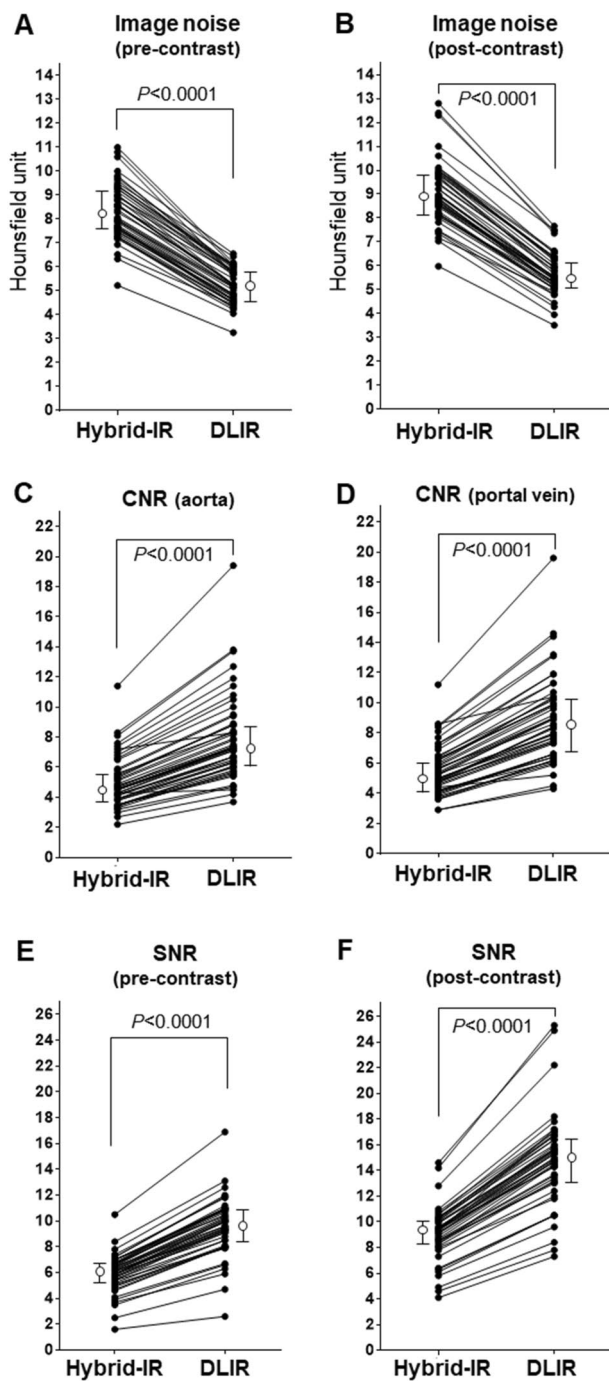 A
Image noise
(pre-contrast)
P<0.0001
Hounsfield unit
14
13
12
11
10
9
8
7
6
5
4
3
2
1
0
Hybrid-IR
DLIR
B
Image noise
(post-contrast)
P<0.0001
Hounsfield unit
14
13
12
11
10
9
8
7
6
5
4
3
2
1
0
Hybrid-IR
DLIR
C
CNR (aorta)
P<0.0001
22
20
18
16
14
12
10
8
6
4
2
0
Hybrid-IR
DLIR
D
CNR (portal vein)
P<0.0001
22
20
18
16
14
12
10
8
6
4
2
0
Hybrid-IR
DLIR
E
SNR
(pre-contrast)
P<0.0001
26
24
22
20
18
16
14
12
10
8
6
4
2
0
Hybrid-IR
DLIR
F
SNR
(post-contrast)
P<0.0001
26
24
22
20
18
16
14
12
10
8
6
4
2
0
Hybrid-IR
DLIR